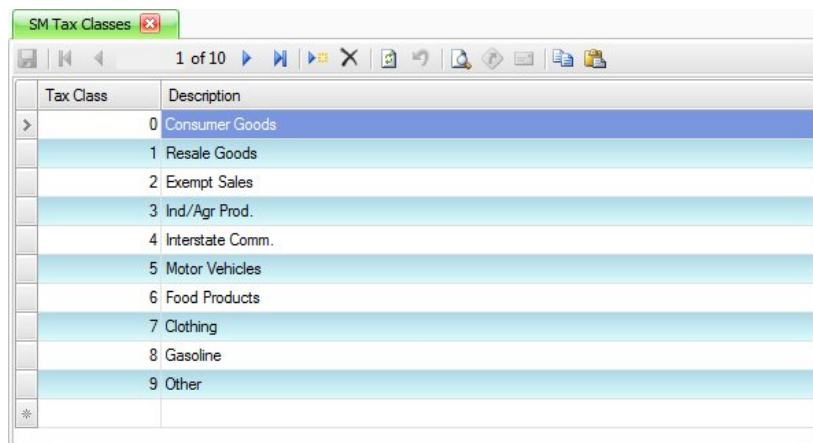 SM Tax Classes
1 of 10
Tax Class Description
0 Consumer Goods
1 Resale Goods
2 Exempt Sales
3 Ind/Agr Prod.
4 Interstate Comm.
5 Motor Vehicles
6 Food Products
7 Clothing
8 Gasoline
9 Other